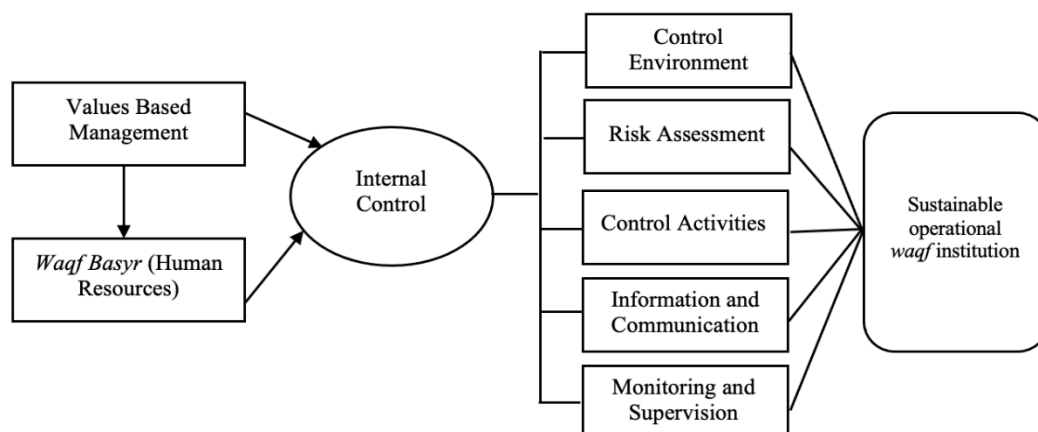 Values Based
Management
Waqf Basyr (Human
Resources)
Internal
Control
Control
Environment
Risk Assessment
Control Activities
Information and
Communication
Monitoring and
Supervision
Sustainable
operational
waqf institution